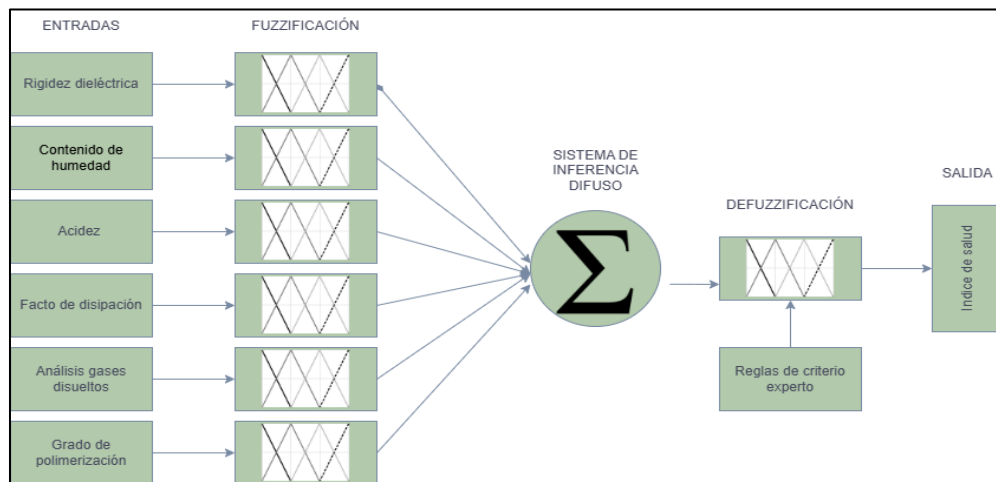 ENTRADAS
FUZZIFICACIÓN
Rigidez dieléctrica
Contenido de
humedad
Acidez
Facto de disipación
Análisis gases
disueltos
Grado de
polimerización
SISTEMA DE
INFERENCIA
DIFUSO
Σ
DEFUZZIFICACIÓN
Reglas de criterio
experto
SALIDA
Indice de salud